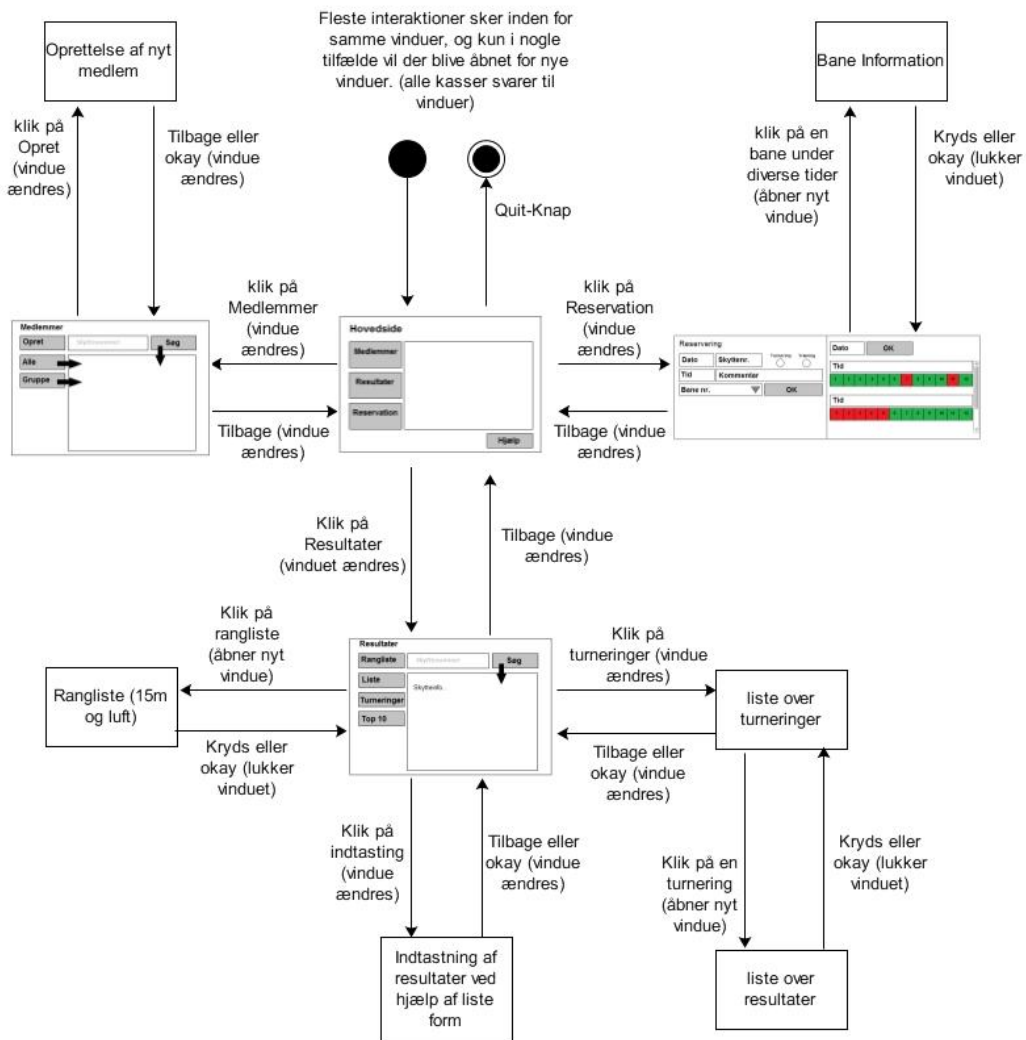 Fleste interaktioner sker inden for
samme vinduer, og kun i nogle
tilfælde vil der blive åbnet for nye
vinduer. (alle kasser svarer til
vinduer)
Oprettelse af nyt
medlem
Bane Information
klik på
Opret
(vindue
ændres)
Tilbage eller
okay (vindue
ændres)
Quit-Knap
klik på en
bane under
diverse tider
(åbner nyt
vindue)
Kryds eller
okay (lukker
vinduet)
klik på
Medlemmer
(vindue
ændres)
klik på
Reservation
(vindue
ændres)
Medlemmer
Opret
Søg
Alle
Gruppe
Hovedside
Medlemmer
Resultater
Reservation
Hjælp
Reservering
Dato
Skyttenr.
Tid
Kommentar
Bane nr.
OK
Dato
OK
Tid
Tid
Tilbage (vindue
ændres)
Tilbage (vindue
ændres)
Klik på
Resultater
(vinduet ændres)
Tilbage (vindue
ændres)
Klik på
rangliste
(åbner nyt
vindue)
Resultater
Rangliste
Søg
Liste
Turneringer
Top 10
Klik på
turneringer (vindue
ændres)
Rangliste (15m
og luft)
liste over
turneringer
Kryds eller
okay (lukker
vinduet)
Tilbage eller
okay (vindue
ændres)
Klik på
indtasting
(vindue
ændres)
Tilbage eller
okay (vindue
ændres)
Klik på en
turnering
(åbner nyt
vindue)
Kryds eller
okay (lukker
vinduet)
Indtastning af
resultater ved
hjælp af liste
form
liste over
resultater